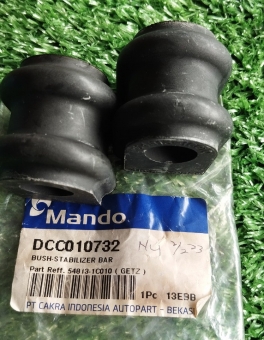 Mando
DCC010732
BUSH-STABILIZER BAR
Part Reff. 54813-1C010 ( GETZ )
1Pc 13E9B
PT CAKRA INDONESIA AUTOPART - BEKASI